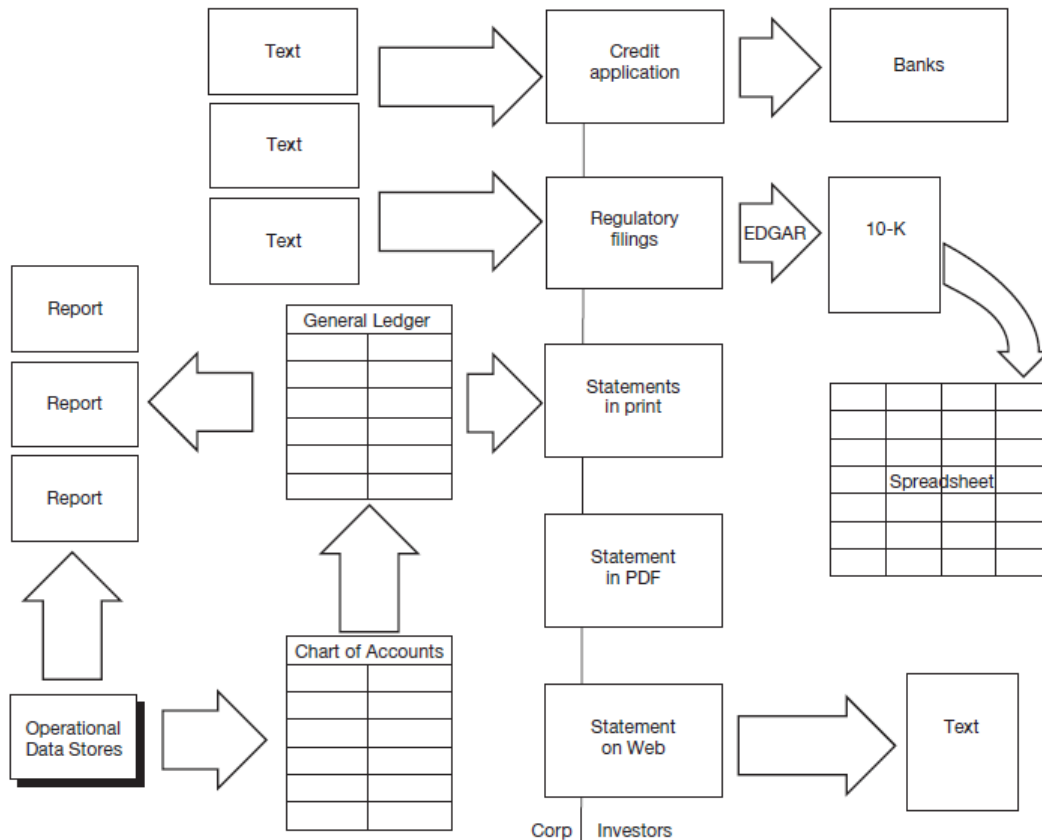 Text
Credit
application
Banks
Text
Text
Regulatory
filings
EDGAR
10-K
Report
General Ledger
Report
Statements
in print
Spreadsheet
Report
Statement
in PDF
Chart of Accounts
Operational
Data Stores
Statement
on Web
Text
Corp
Investors